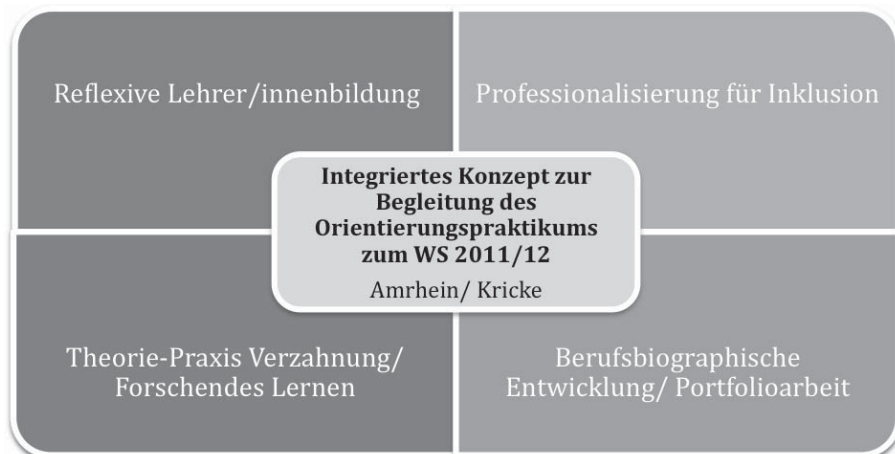 Reflexive Lehrer/innenbildung
Professionalisierung für Inklusion
Integriertes Konzept zur
Begleitung des
Orientierungspraktikums
zum WS 2011/12
Amrhein/ Kricke
Theorie-Praxis Verzahnung/
Forschendes Lernen
Berufsbiographische
Entwicklung/ Portfolioarbeit